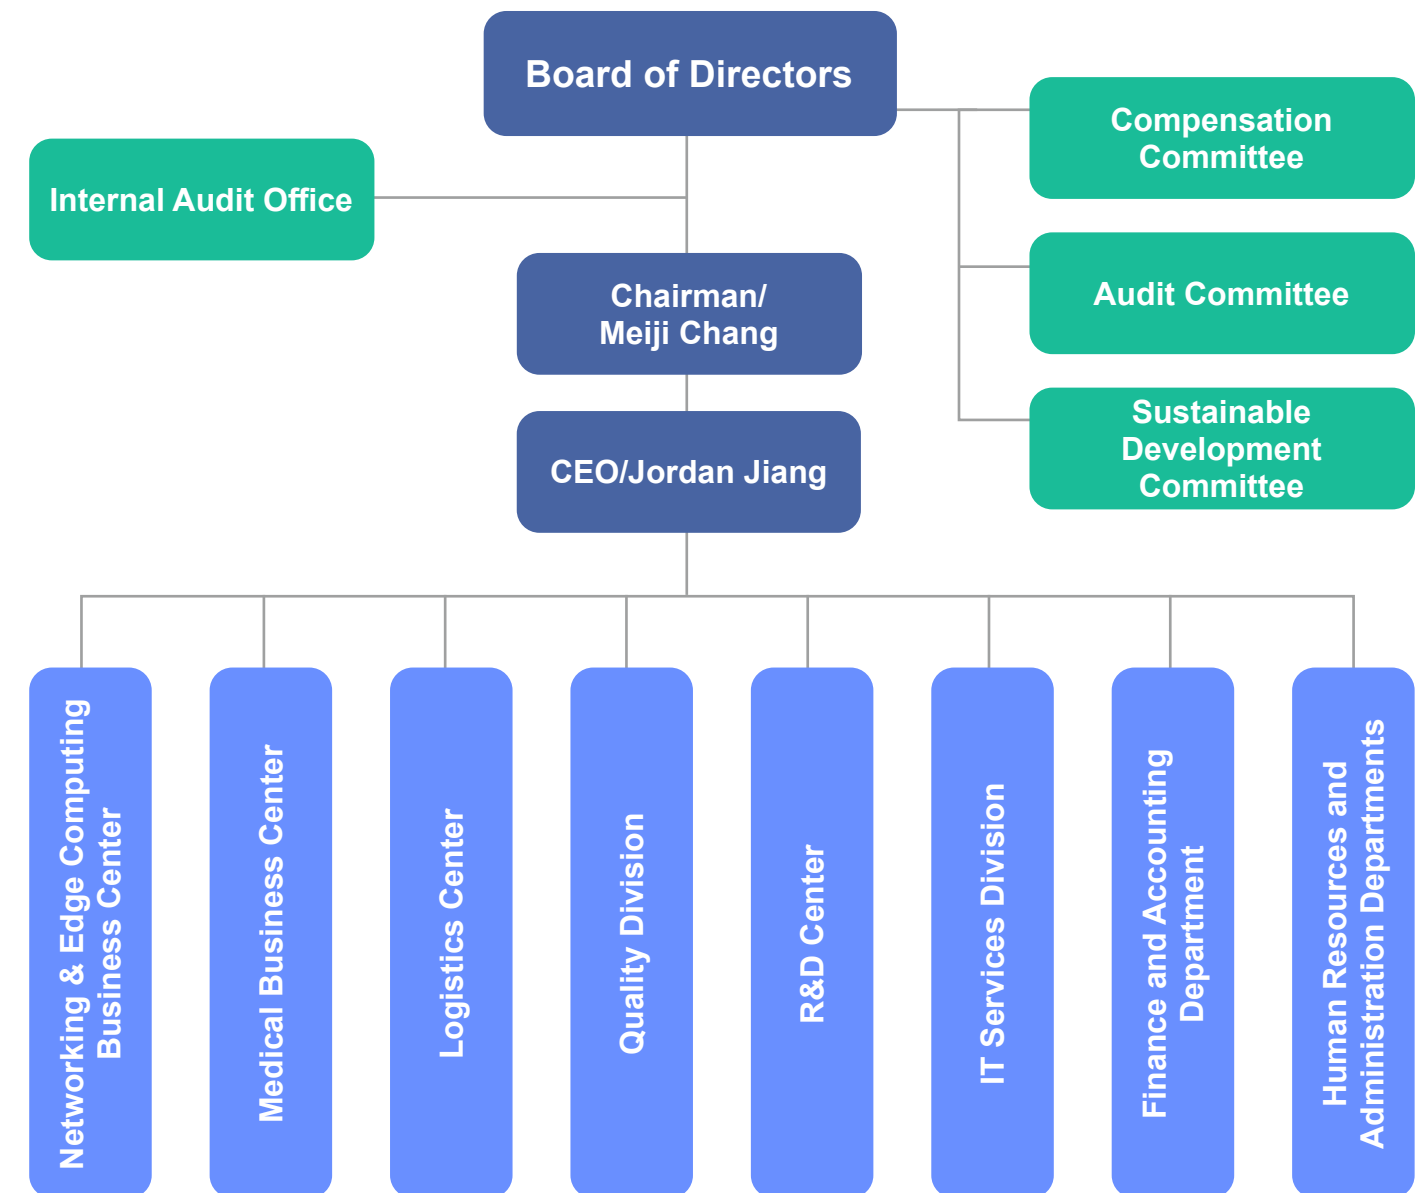 Board of Directors
Compensation
Committee
Internal Audit Office
Audit Committee
Chairman/
Meiji Chang
Sustainable
Development
Committee
CEO/Jordan Jiang
Networking & Edge Computing
Business Center
Medical Business Center
Logistics Center
Quality Division
R&D Center
IT Services Division
Finance and Accounting
Department
Human Resources and
Administration Departments